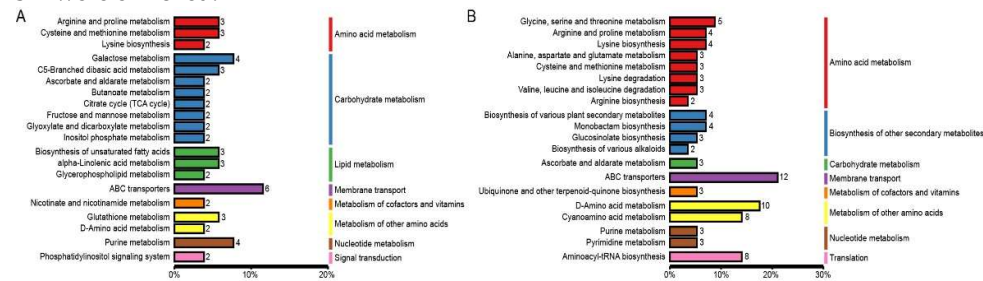 A
Arginine and proline metabolism 3
Cysteine and methionine metabolism 3
Lysine biosynthesis 2
Amino acid metabolism
Galactose metabolism 4
C5-Branched dibasic acid metabolism 3
Ascorbate and aldarate metabolism 2
Butanoate metabolism 2
Citrate cycle (TCA cycle) 2
Fructose and mannose metabolism 2
Glyoxylate and dicarboxylate metabolism 2
Inositol phosphate metabolism 2
Carbohydrate metabolism
Biosynthesis of unsaturated fatty acids 3
alpha-Linolenic acid metabolism 3
Glycerophospholipid metabolism 2
Lipid metabolism
ABC transporters 6
Membrane transport
Nicotinate and nicotinamide metabolism 2
Metabolism of cofactors and vitamins
Glutathione metabolism 3
D-Amino acid metabolism 2
Metabolism of other amino acids
Purine metabolism 4
Nucleotide metabolism
Phosphatidylinositol signaling system 2
Signal transduction
0% 10% 20%
B
Glycine, serine and threonine metabolism 5
Arginine and proline metabolism 4
Lysine biosynthesis 4
Alanine, aspartate and glutamate metabolism 3
Cysteine and methionine metabolism 3
Lysine degradation 3
Valine, leucine and isoleucine degradation 3
Arginine biosynthesis 2
Amino acid metabolism
Biosynthesis of various plant secondary metabolites 4
Monobactam biosynthesis 4
Glucosinolate biosynthesis 3
Biosynthesis of various alkaloids 2
Biosynthesis of other secondary metabolites
Ascorbate and aldarate metabolism 3
Carbohydrate metabolism
ABC transporters 12
Membrane transport
Ubiquinone and other terpenoid-quinone biosynthesis 3
Metabolism of cofactors and vitamins
D-Amino acid metabolism 10
Cyanoamino acid metabolism 8
Metabolism of other amino acids
Purine metabolism 3
Pyrimidine metabolism 3
Nucleotide metabolism
Aminoacyl-tRNA biosynthesis 8
Translation
0% 10% 20% 30%